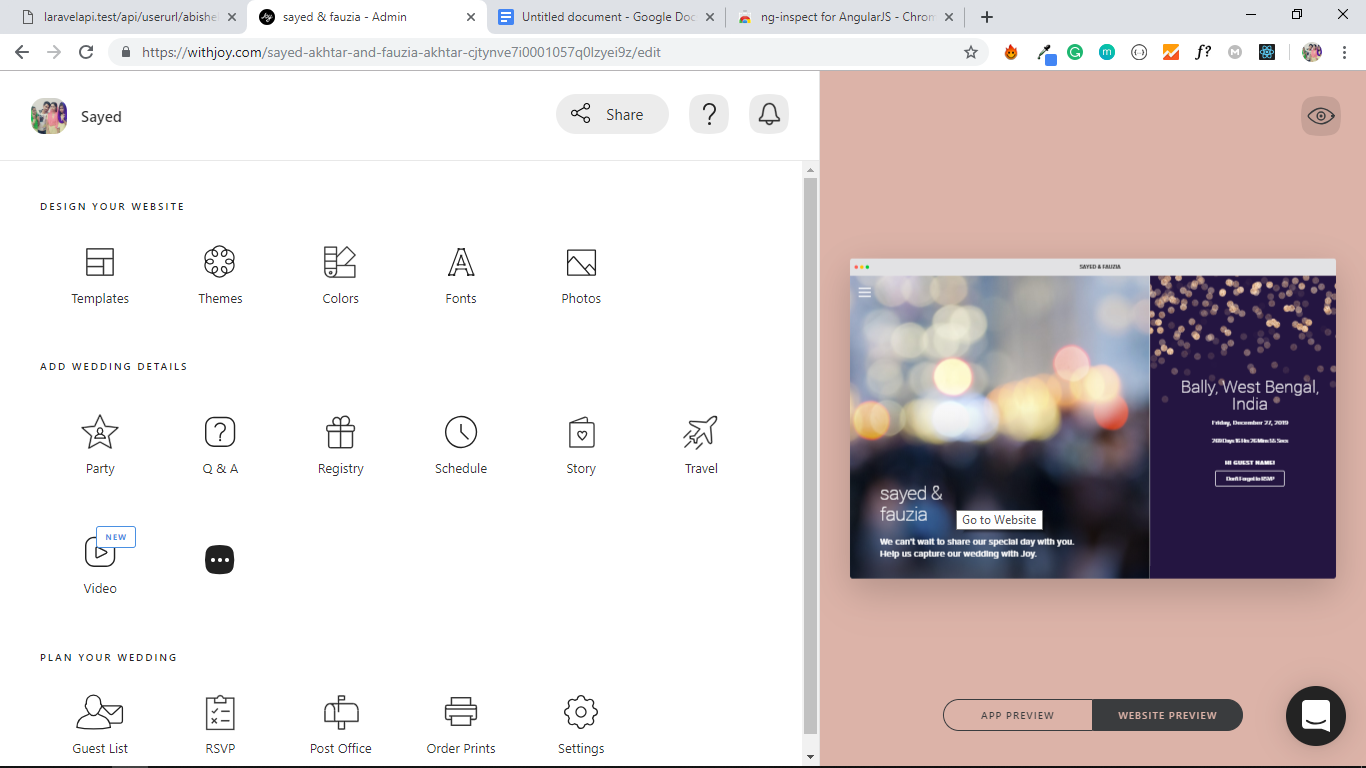 laravelapi.test/api/userurl/abishe
sayed & fauzia - Admin
Untitled document - Google Doc
ng-inspect for AngularJS - Chrom
https://withjoy.com/sayed-akhtar-and-fauzia-akhtar-cjtynve7i0001057q0lzyei9z/edit
Sayed
Share
DESIGN YOUR WEBSITE
Templates
Themes
Colors
Fonts
Photos
ADD WEDDING DETAILS
Party
Q & A
Registry
Schedule
Story
Travel
NEW
Video
PLAN YOUR WEDDING
Guest List
RSVP
Post Office
Order Prints
Settings
SAYED & FAUZIA
sayed &
fauzia
Go to Website
We can't wait to share our special day with you.
Help us capture our wedding with Joy.
Bally, West Bengal,
India
Friday, December 27, 2019
HI GUEST NAME!
Don't Forget to RSVP
APP PREVIEW
WEBSITE PREVIEW